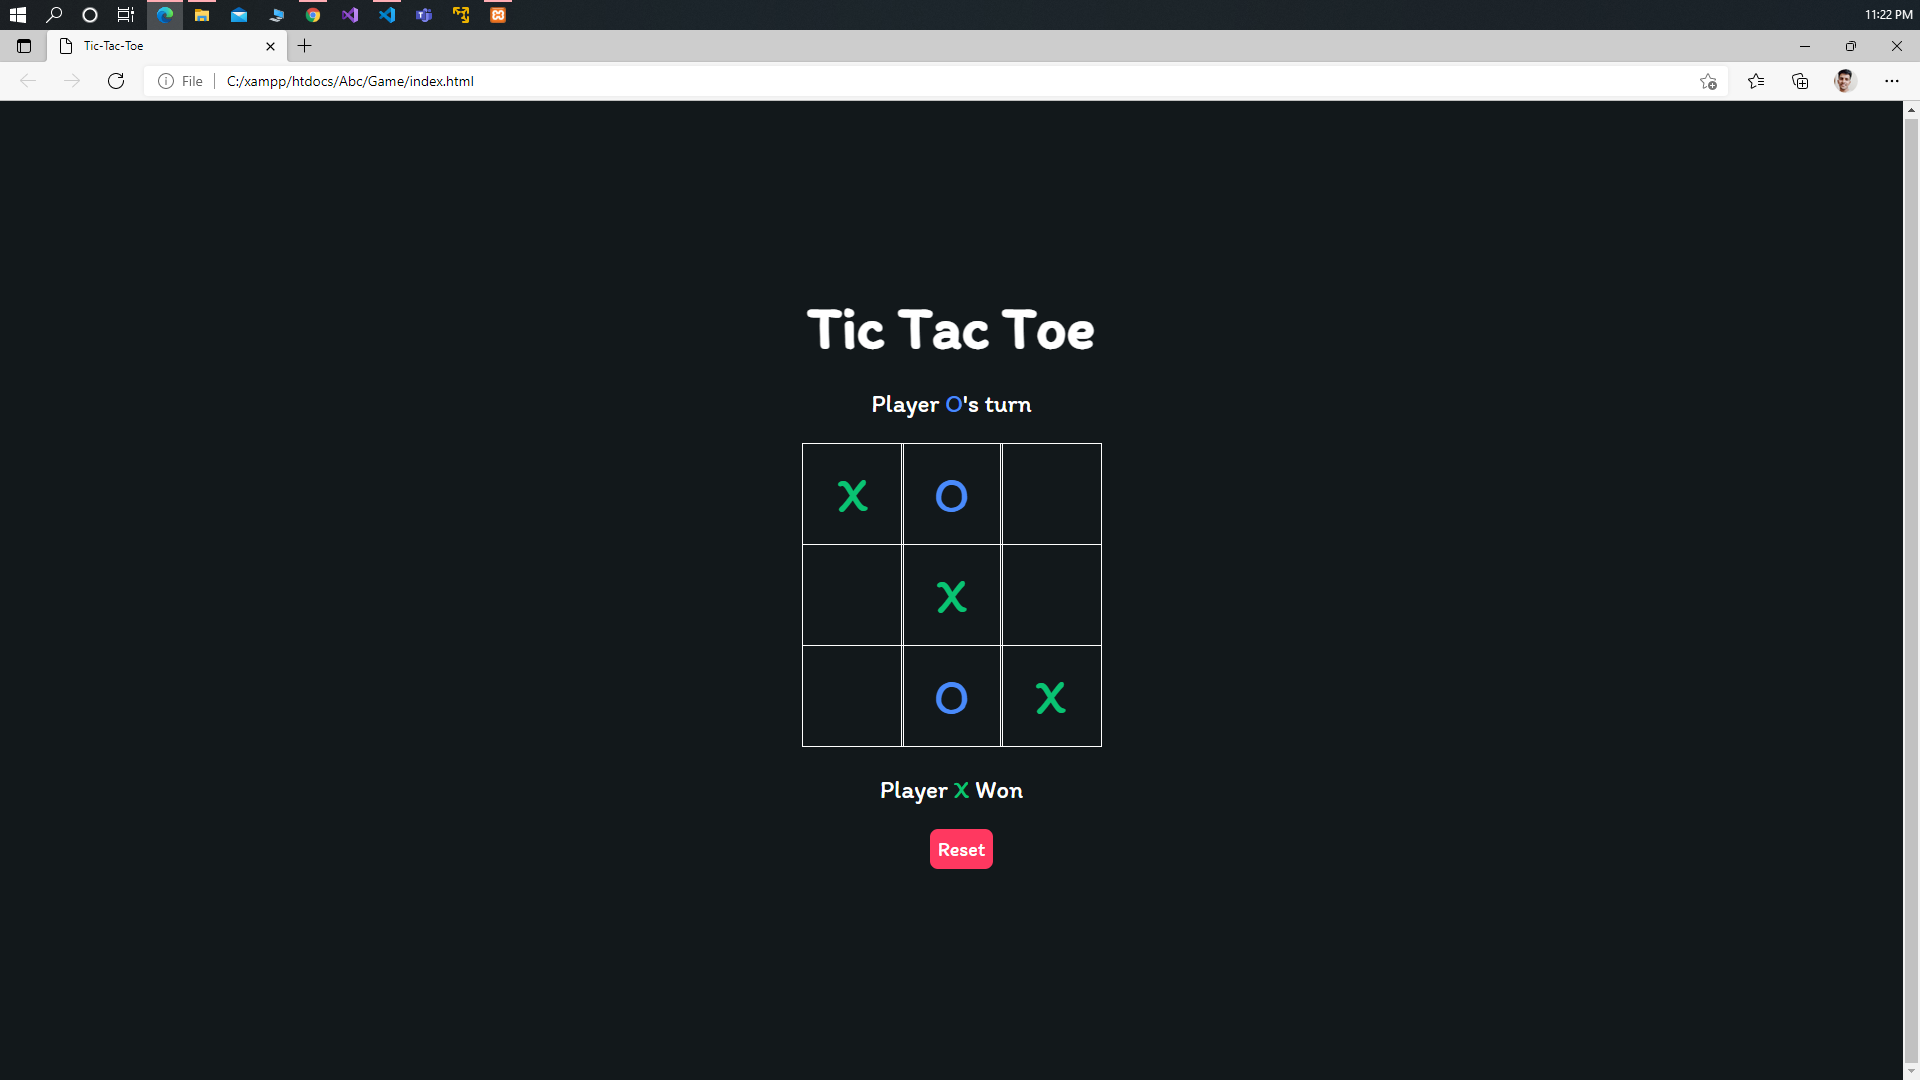 11:22 PM
Tic-Tac-Toe
File C:/xampp/htdocs/Abc/Game/index.html
Tic Tac Toe
Player O's turn
X O
X
O X
Player X Won
Reset